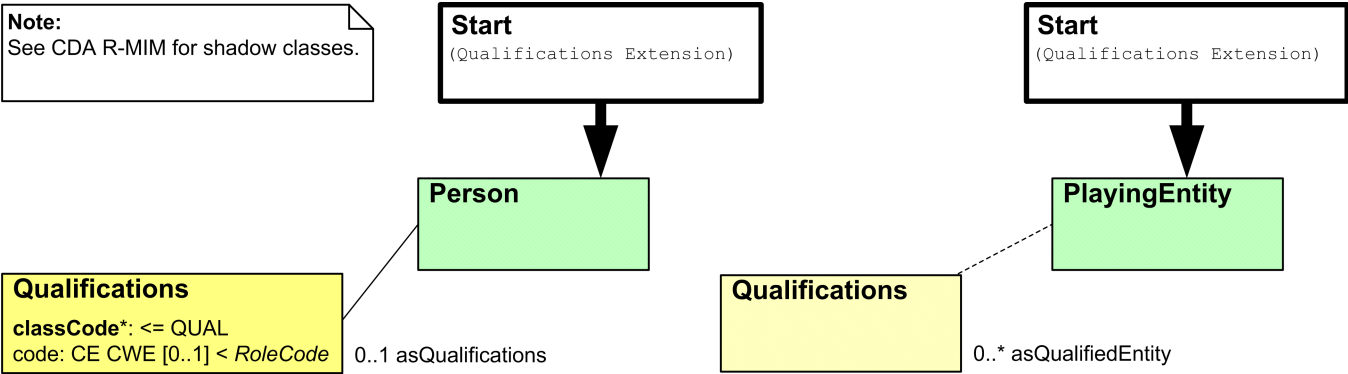 Note:
See CDA R-MIM for shadow classes.
Start
(Qualifications Extension)
Start
(Qualifications Extension)
Person
PlayingEntity
Qualifications
classCode*: <= QUAL
code: CE CWE [0..1] < RoleCode
0..1 asQualifications
Qualifications
0..* asQualifiedEntity